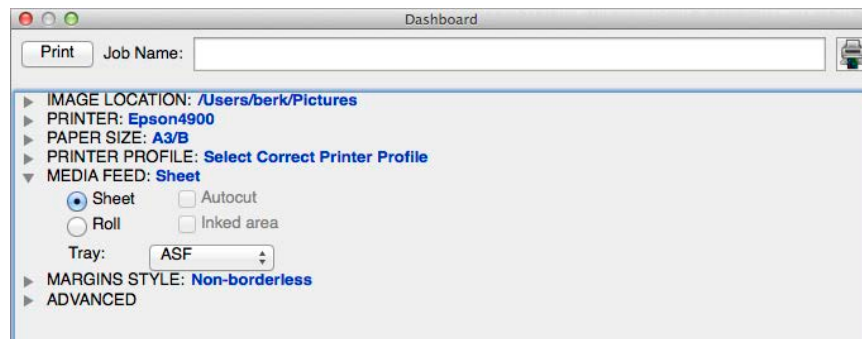 Dashboard
Print Job Name:
IMAGE LOCATION: /Users/berk/Pictures
PRINTER: Epson4900
PAPER SIZE: A3/B
PRINTER PROFILE: Select Correct Printer Profile
MEDIA FEED: Sheet
Sheet Autocut
Roll Inked area
Tray: ASF
MARGINS STYLE: Non-borderless
ADVANCED